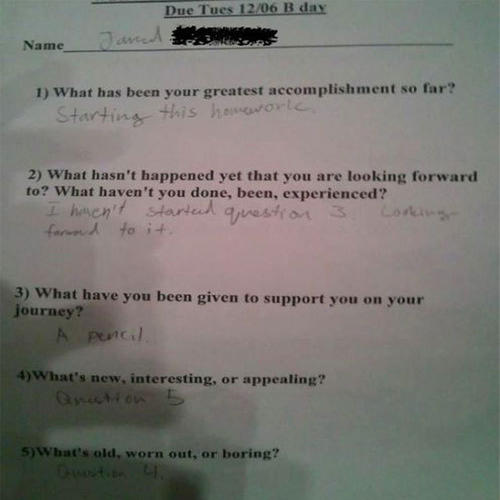 Due Tues 12/06 B day
Name Jared
1) What has been your greatest accomplishment so far?
Starting this homework.
2) What hasn't happened yet that you are looking forward
to? What haven't you done, been, experienced?
I haven't started question 3. Looking
forward to it.
3) What have you been given to support you on your
journey?
A pencil.
4)What's new, interesting, or appealing?
Question 5
5)What's old, worn out, or boring?
Question 4.